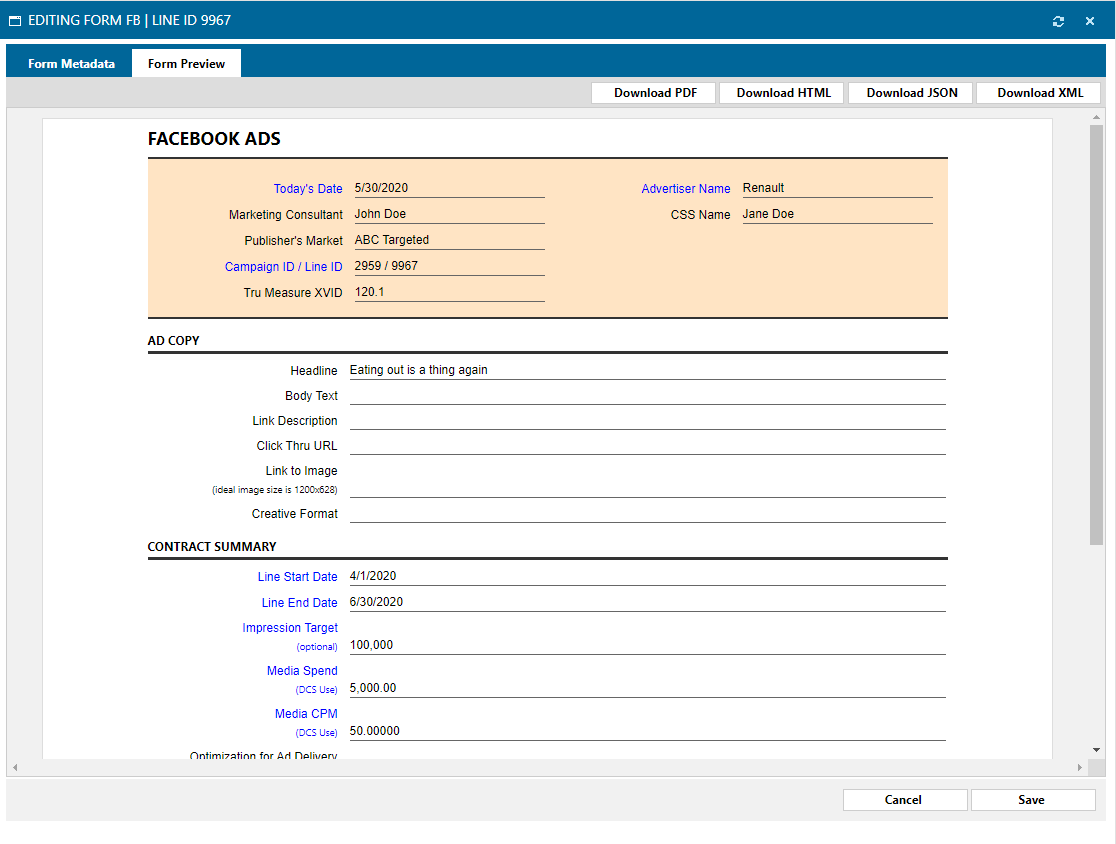 EDITING FORM FB | LINE ID 9967
Form Metadata Form Preview
Download PDF Download HTML Download JSON Download XML
FACEBOOK ADS
Today's Date 5/30/2020 Advertiser Name Renault
Marketing Consultant John Doe CSS Name Jane Doe
Publisher's Market ABC Targeted
Campaign ID / Line ID 2959 / 9967
Tru Measure XVID 120.1
AD COPY
Headline Eating out is a thing again
Body Text
Link Description
Click Thru URL
Link to Image
(ideal image size is 1200x628)
Creative Format
CONTRACT SUMMARY
Line Start Date 4/1/2020
Line End Date 6/30/2020
Impression Target
(optional) 100,000
Media Spend
(DCS Use) 5,000.00
Media CPM
(DCS Use) 50.00000
Optimization for Ad Delivery
Cancel Save